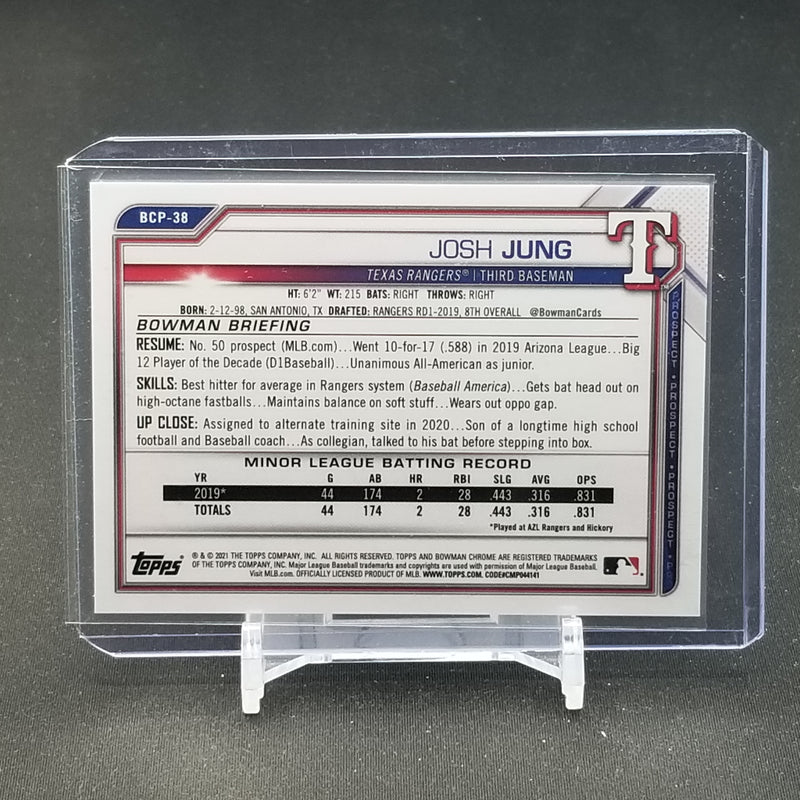 BCP-38
JOSH JUNG
TEXAS RANGERS® | THIRD BASEMAN
HT: 6'2" WT: 215 BATS: RIGHT THROWS: RIGHT
BORN: 2-12-98, SAN ANTONIO, TX DRAFTED: RANGERS RD1-2019, 8TH OVERALL @BowmanCards
BOWMAN BRIEFING
RESUME: No. 50 prospect (MLB.com)...Went 10-for-17 (.588) in 2019 Arizona League...Big
12 Player of the Decade (D1Baseball)...Unanimous All-American as junior.
SKILLS: Best hitter for average in Rangers system (Baseball America)...Gets bat head out on
high-octane fastballs...Maintains balance on soft stuff...Wears out oppo gap.
UP CLOSE: Assigned to alternate training site in 2020...Son of a longtime high school
football and Baseball coach...As collegian, talked to his bat before stepping into box.
MINOR LEAGUE BATTING RECORD
YR G AB HR RBI SLG AVG OPS
2019* 44 174 2 28 .443 .316 .831
TOTALS 44 174 2 28 .443 .316 .831
*Played at AZL Rangers and Hickory
TOPPS® ® & © 2021 THE TOPPS COMPANY, INC. ALL RIGHTS RESERVED. TOPPS AND BOWMAN CHROME ARE REGISTERED TRADEMARKS
OF THE TOPPS COMPANY, INC. Major League Baseball trademarks and copyrights are used with permission of Major League Baseball.
Visit MLB.com. OFFICIALLY LICENSED PRODUCT OF MLB. WWW.TOPPS.COM. CODE#CMP044141
T
PROSPECT • PROSPECT • PROSPECT • PROSPECT • PR